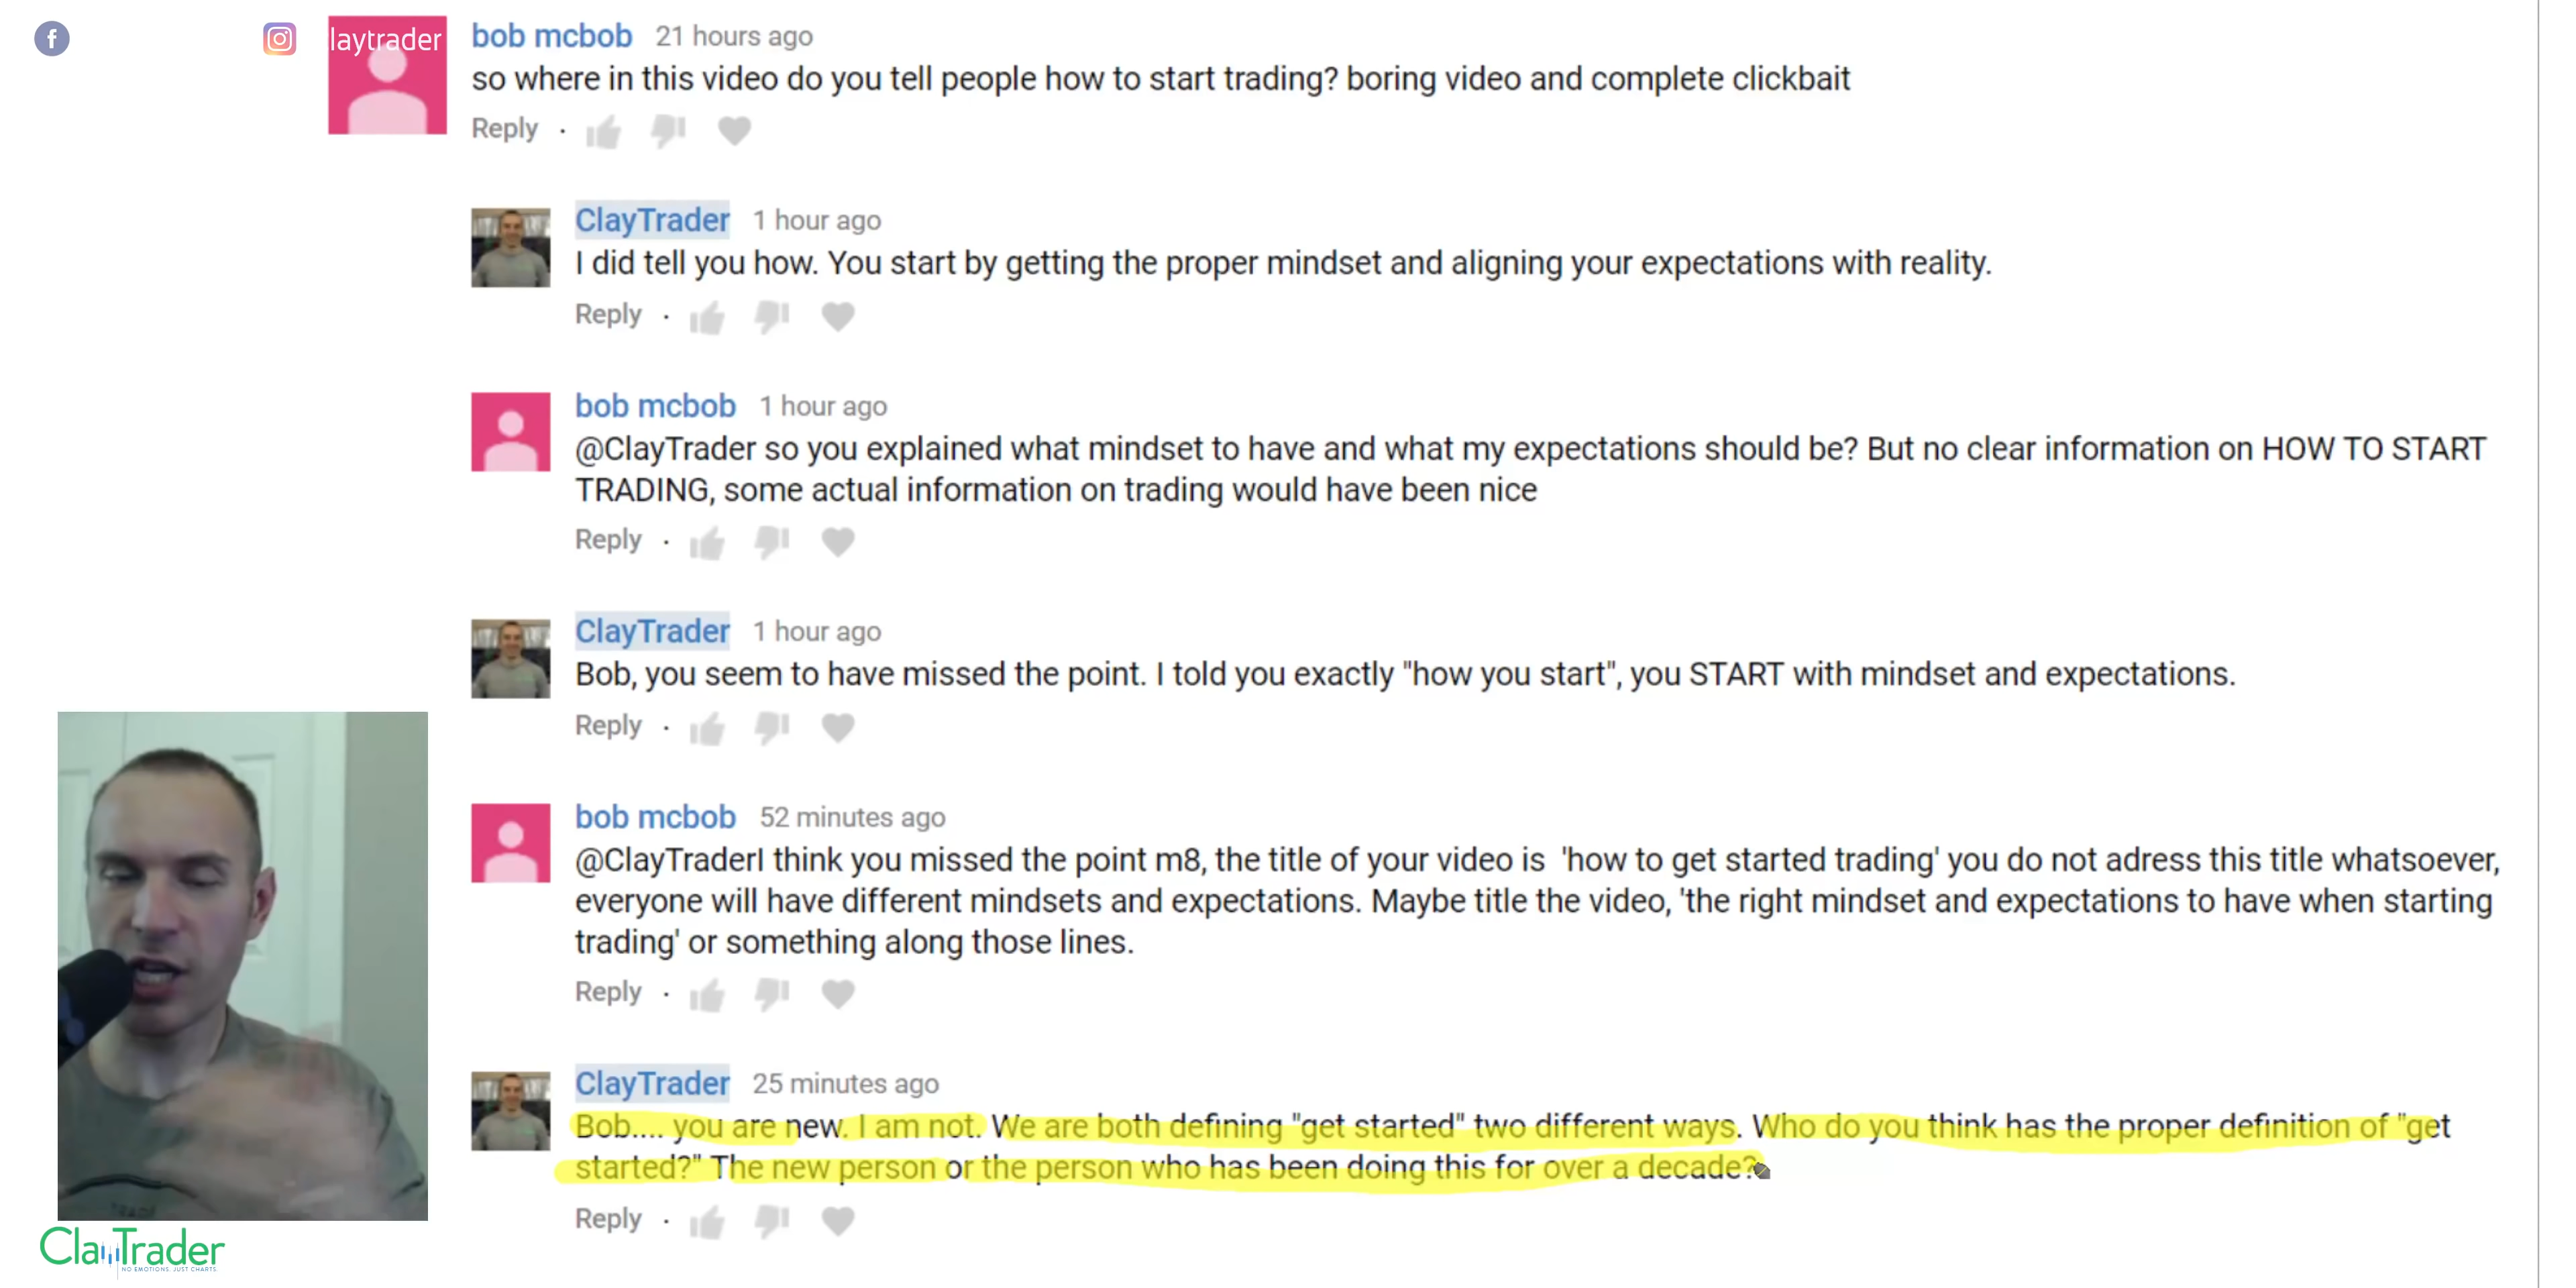 laytrader
bob mcbob 21 hours ago
so where in this video do you tell people how to start trading? boring video and complete clickbait
Reply
ClayTrader 1 hour ago
I did tell you how. You start by getting the proper mindset and aligning your expectations with reality.
Reply
bob mcbob 1 hour ago
@ClayTrader so you explained what mindset to have and what my expectations should be? But no clear information on HOW TO START
TRADING, some actual information on trading would have been nice
Reply
ClayTrader 1 hour ago
Bob, you seem to have missed the point. I told you exactly "how you start", you START with mindset and expectations.
Reply
bob mcbob 52 minutes ago
@ClayTraderI think you missed the point m8, the title of your video is 'how to get started trading' you do not adress this title whatsoever,
everyone will have different mindsets and expectations. Maybe title the video, 'the right mindset and expectations to have when starting
trading' or something along those lines.
Reply
ClayTrader 25 minutes ago
Bob.... you are new. I am not. We are both defining "get started" two different ways. Who do you think has the proper definition of "get
started?" The new person or the person who has been doing this for over a decade?
Reply
ClayTrader
NO EMOTIONS. JUST CHARTS.